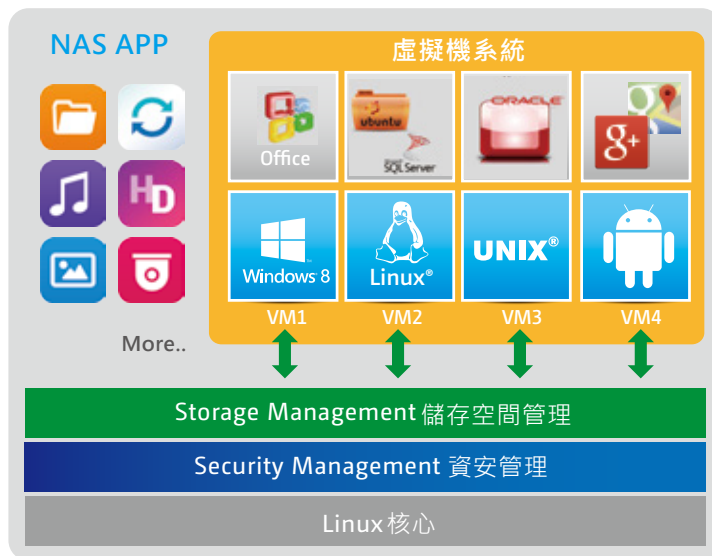 NAS APP
HD
More..
虛擬機系統
Office
ubuntu
SQL Server
ORACLE
g+
Windows 8
Linux®
UNIX®
VM1
VM2
VM3
VM4
Storage Management 儲存空間管理
Security Management 資安管理
Linux 核心